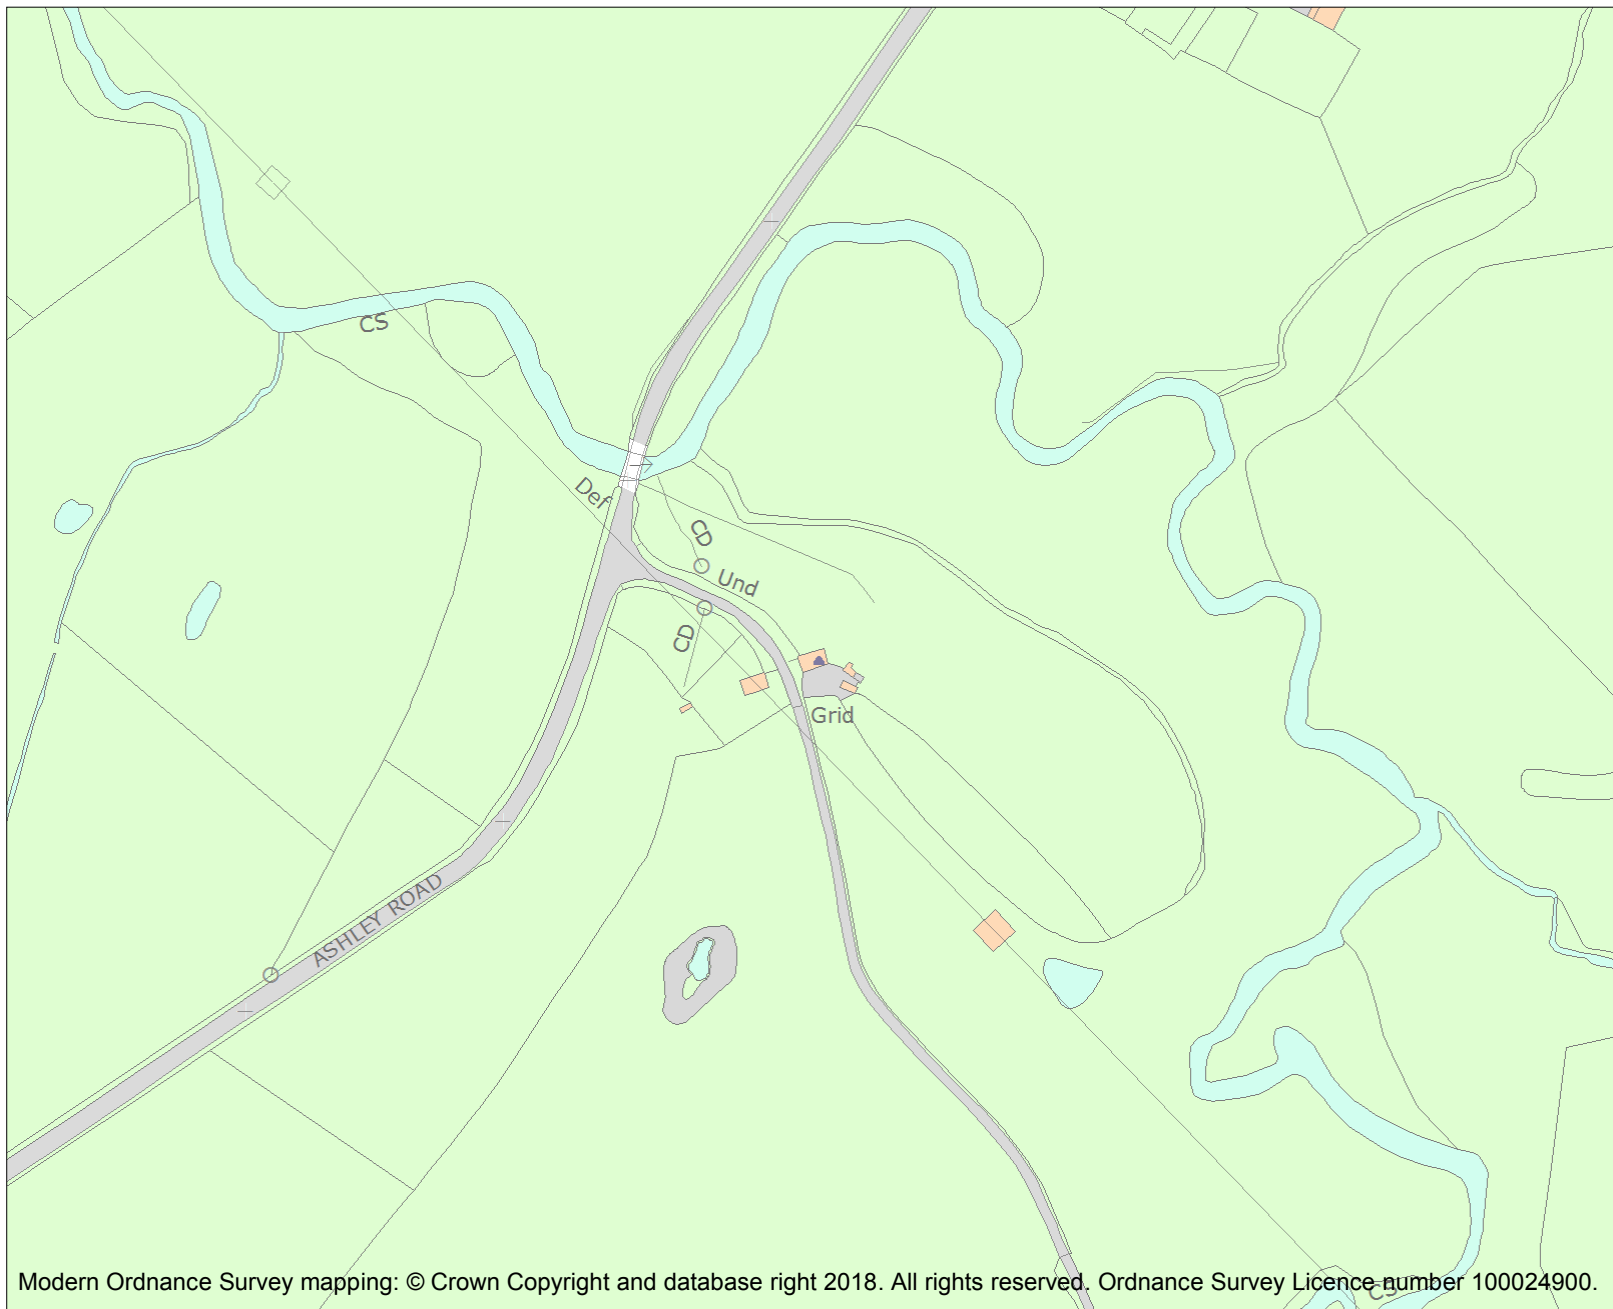 CS
Def
CD
Und
CD
Grid
ASHLEY ROAD
Modern Ordnance Survey mapping: © Crown Copyright and database right 2018. All rights reserved. Ordnance Survey Licence number 100024900.
CS